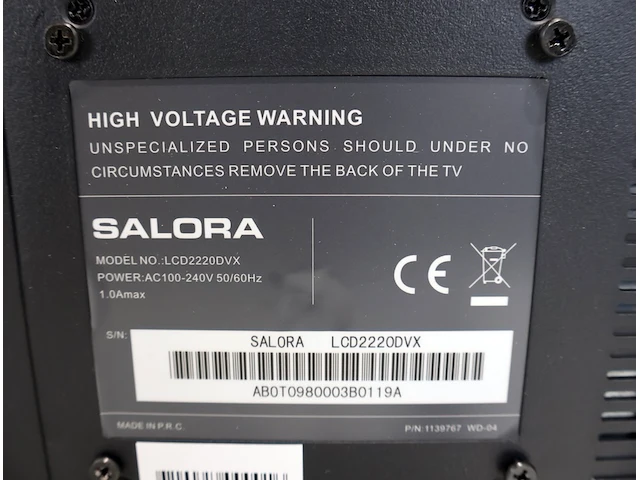 HIGH VOLTAGE WARNING
UNSPECIALIZED PERSONS SHOULD UNDER NO
CIRCUMSTANCES REMOVE THE BACK OF THE TV
SALORA
MODEL NO.:LCD2220DVX
POWER:AC100-240V 50/60Hz
1.0Amax
CE
S/N:
SALORA LCD2220DVX
AB0T0980003B0119A
MADE IN P.R.C.
P/N:1139767 WD-04